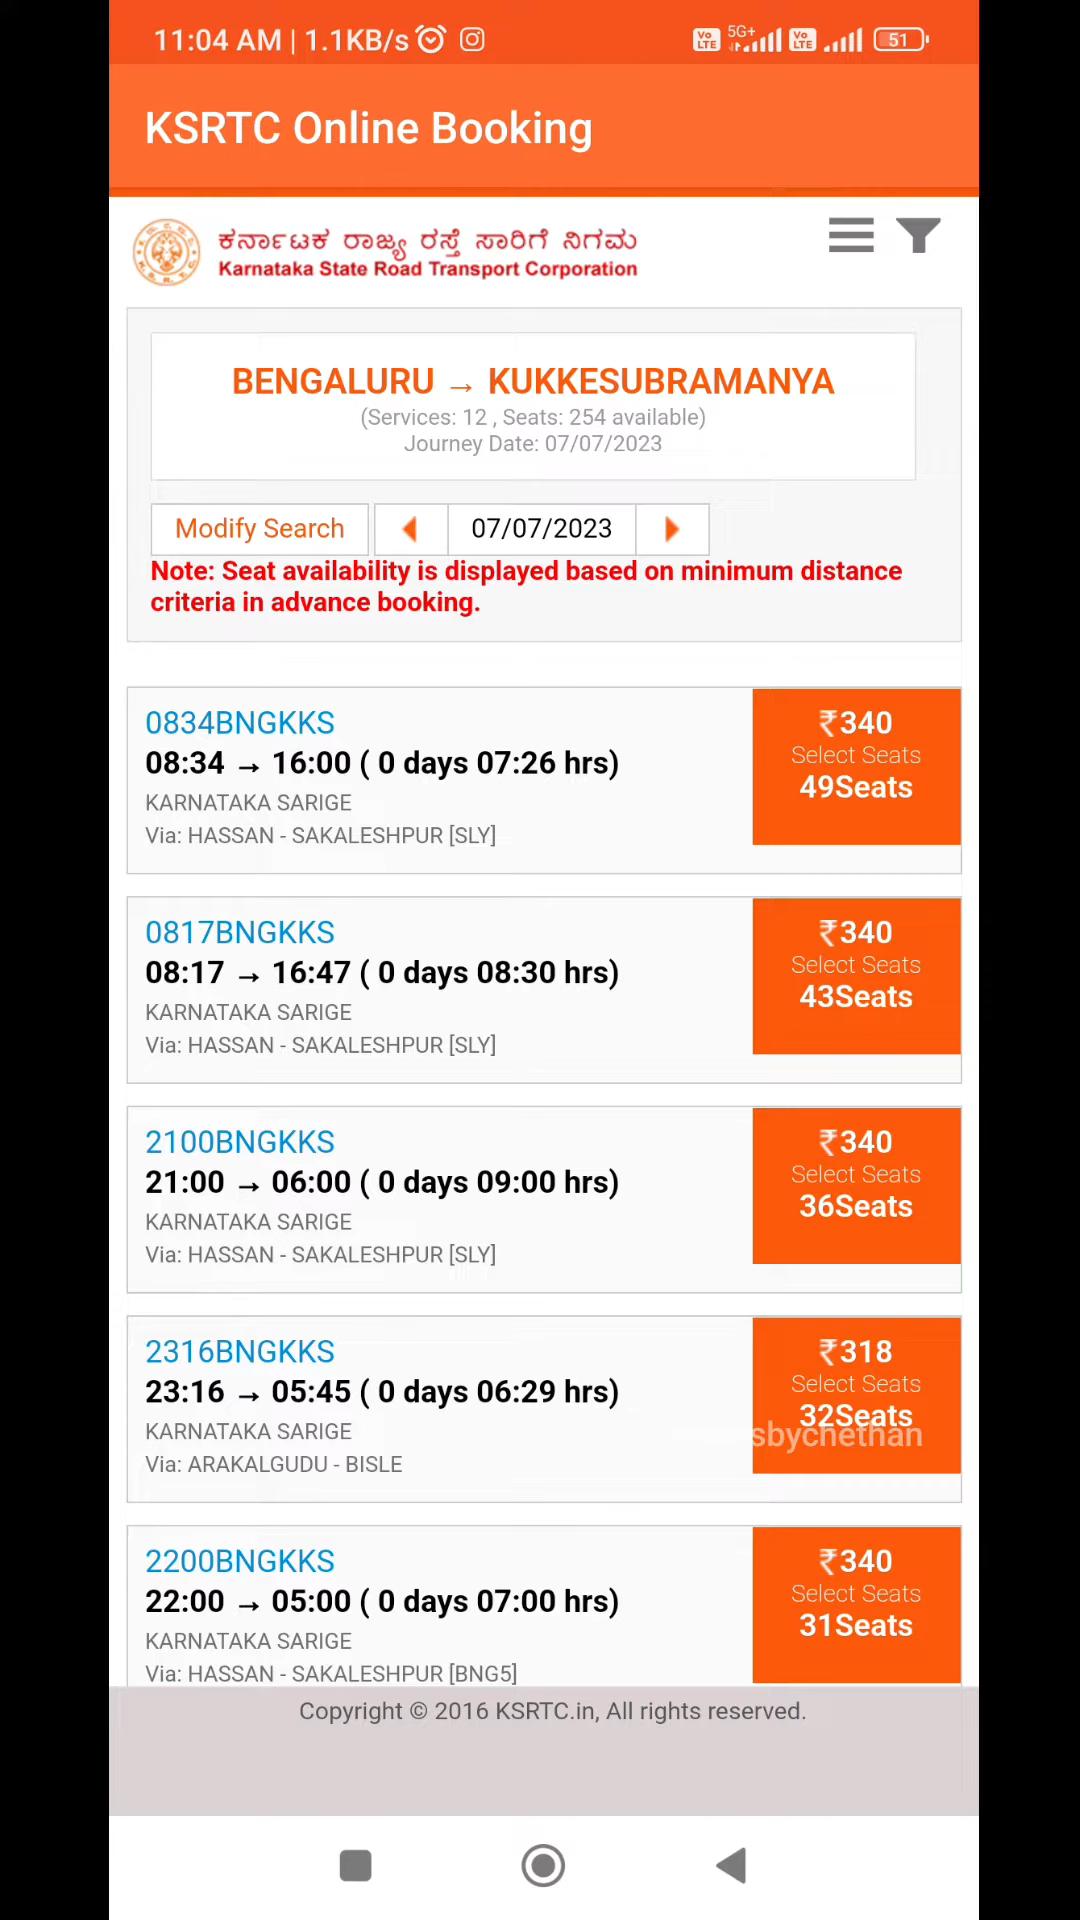 11:04 AM | 1.1KB/s
Vo LTE 5G+ Vo LTE 51
KSRTC Online Booking
ಕರ್ನಾಟಕ ರಾಜ್ಯ ರಸ್ತೆ ಸಾರಿಗೆ ನಿಗಮ
Karnataka State Road Transport Corporation
BENGALURU → KUKKESUBRAMANYA
(Services: 12 , Seats: 254 available)
Journey Date: 07/07/2023
Modify Search 07/07/2023
Note: Seat availability is displayed based on minimum distance
criteria in advance booking.
0834BNGKKS
08:34 → 16:00 ( 0 days 07:26 hrs)
KARNATAKA SARIGE
Via: HASSAN - SAKALESHPUR [SLY]
₹340
Select Seats
49Seats
0817BNGKKS
08:17 → 16:47 ( 0 days 08:30 hrs)
KARNATAKA SARIGE
Via: HASSAN - SAKALESHPUR [SLY]
₹340
Select Seats
43Seats
2100BNGKKS
21:00 → 06:00 ( 0 days 09:00 hrs)
KARNATAKA SARIGE
Via: HASSAN - SAKALESHPUR [SLY]
₹340
Select Seats
36Seats
2316BNGKKS
23:16 → 05:45 ( 0 days 06:29 hrs)
KARNATAKA SARIGE
Via: ARAKALGUDU - BISLE
₹318
Select Seats
32Seats
sbychethan
2200BNGKKS
22:00 → 05:00 ( 0 days 07:00 hrs)
KARNATAKA SARIGE
Via: HASSAN - SAKALESHPUR [BNG5]
₹340
Select Seats
31Seats
Copyright © 2016 KSRTC.in, All rights reserved.